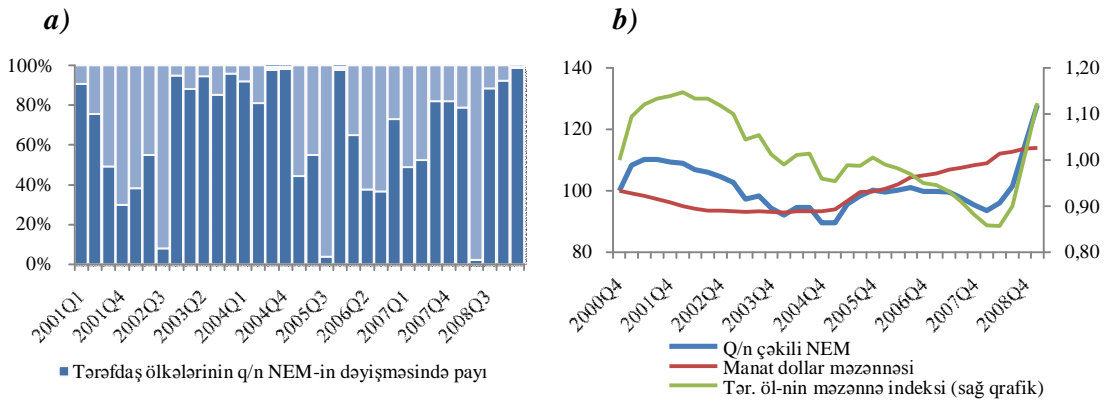 a)
100%
80%
60%
40%
20%
0%
2001Q1
2001Q4
2002Q3
2003Q2
2004Q1
2004Q4
2005Q3
2006Q2
2007Q1
2007Q4
2008Q3
Tərəfdaş ölkələrinin q/n NEM-in dəyişməsində payı
b)
140
120
100
80
1,20
1,10
1,00
0,90
0,80
2000Q4
2001Q4
2002Q4
2003Q4
2004Q4
2005Q4
2006Q4
2007Q4
2008Q4
Q/n çəkili NEM
Manat dollar məzənnəsi
Tər. öl-nin məzənnə indeksi (sağ qrafik)